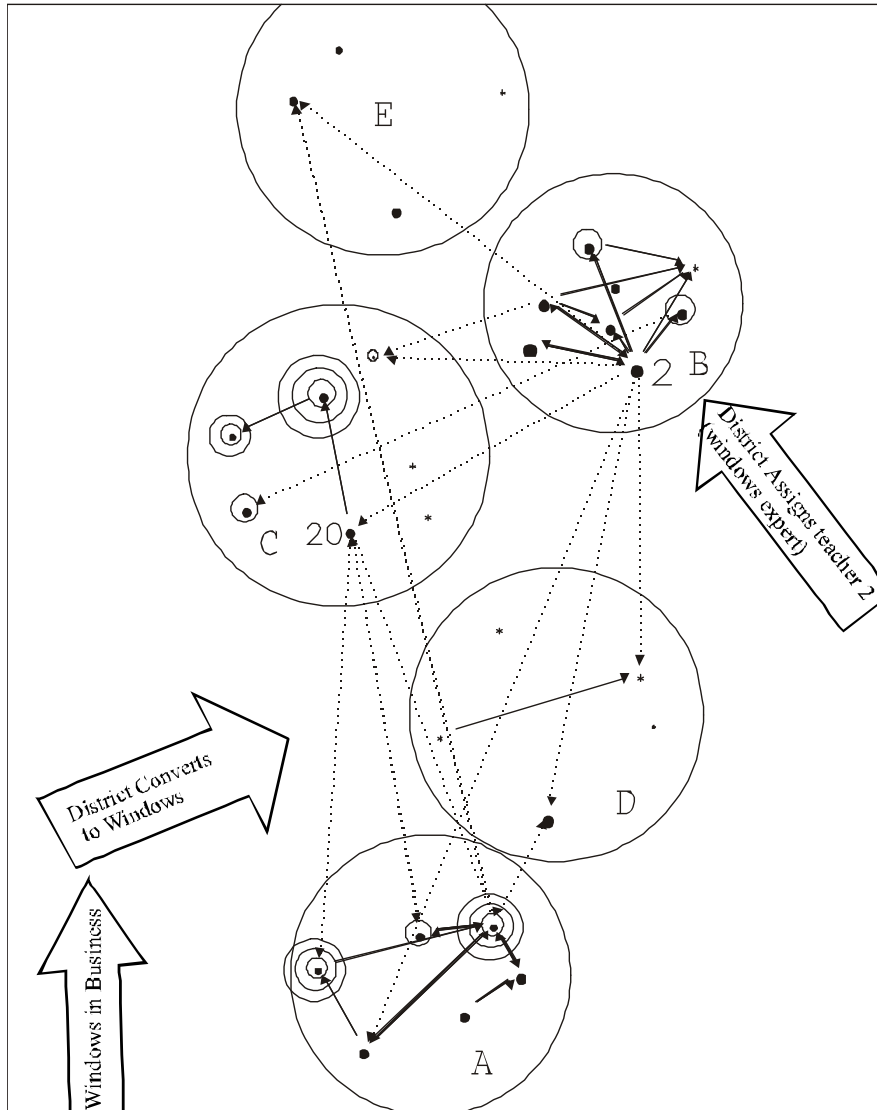 E
2 B
District Assigns teacher 2
(windows expert)
C 20
D
District Converts
to Windows
Windows in Business
A